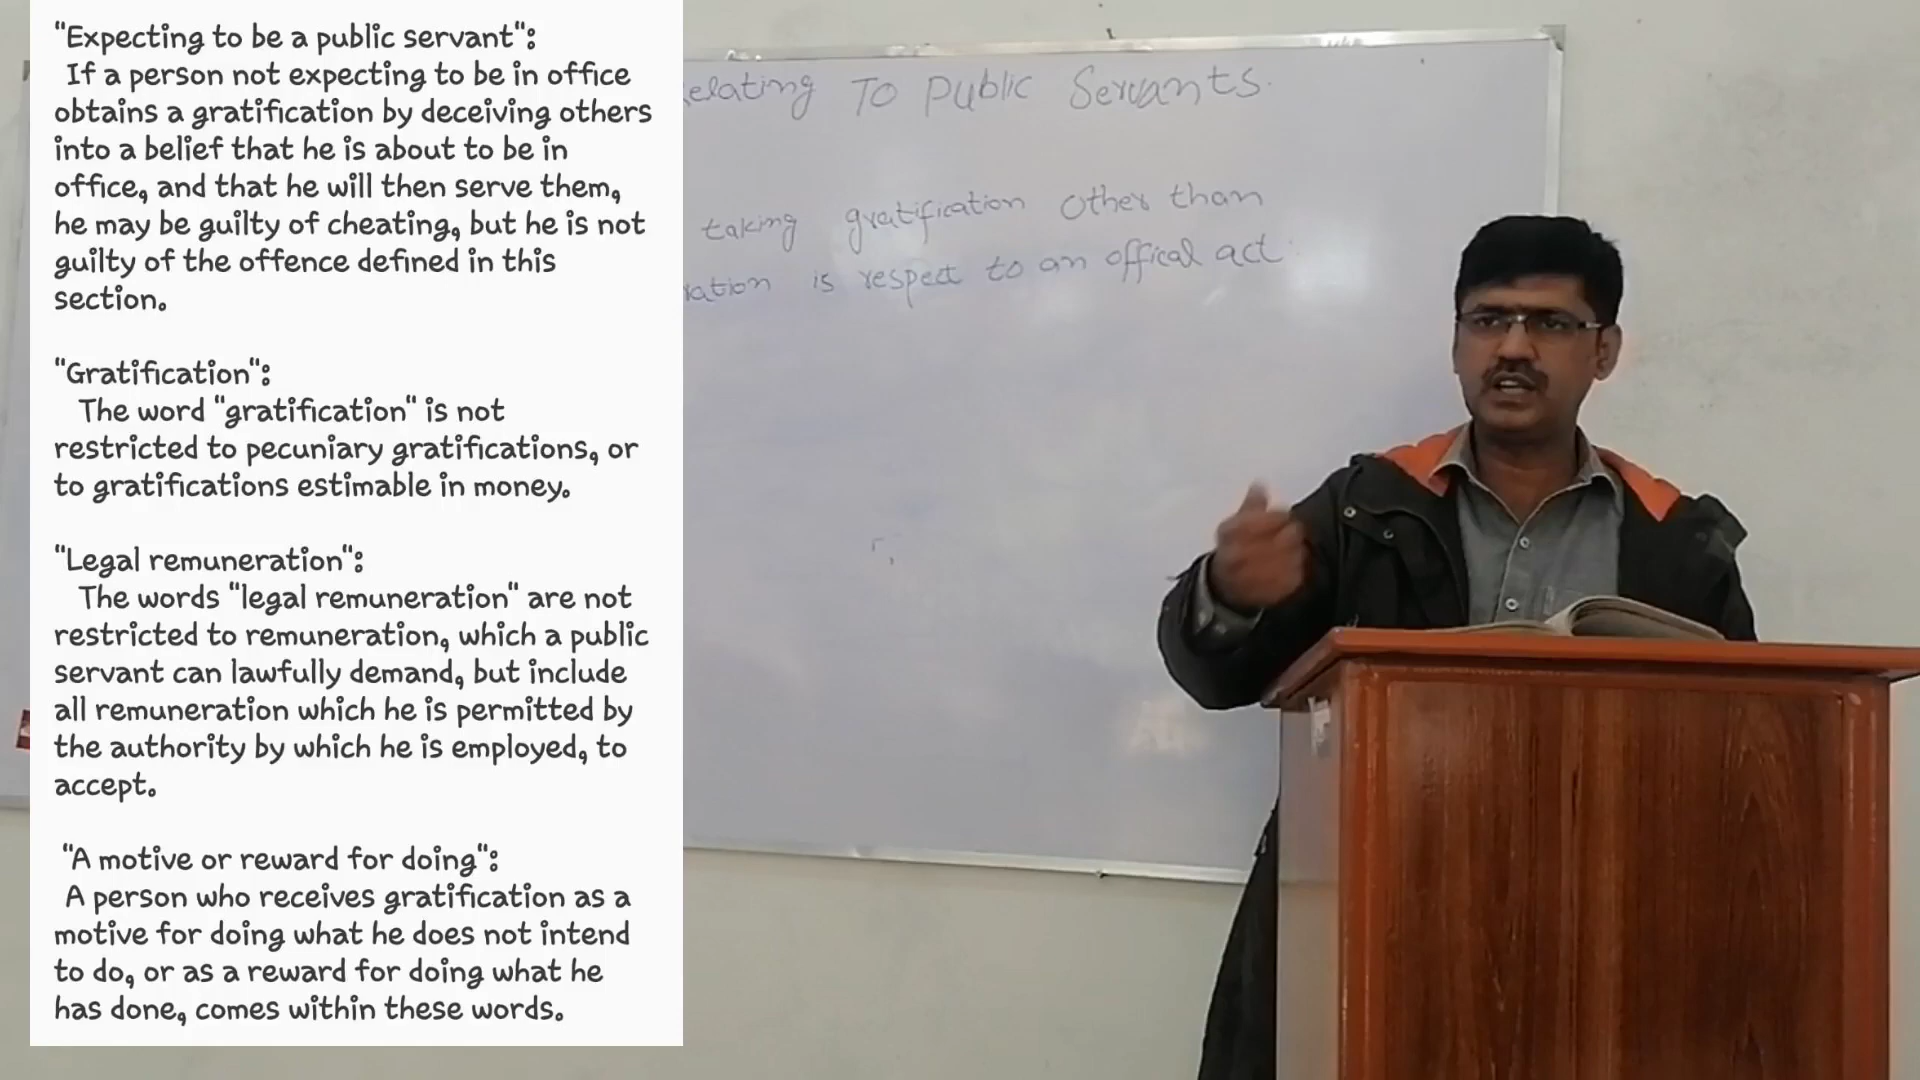 "Expecting to be a public servant":
If a person not expecting to be in office
obtains a gratification by deceiving others
into a belief that he is about to be in
office, and that he will then serve them,
he may be guilty of cheating, but he is not
guilty of the offence defined in this
section.
"Gratification":
The word "gratification" is not
restricted to pecuniary gratifications, or
to gratifications estimable in money.
"Legal remuneration":
The words "legal remuneration" are not
restricted to remuneration, which a public
servant can lawfully demand, but include
all remuneration which he is permitted by
the authority by which he is employed, to
accept.
"A motive or reward for doing":
A person who receives gratification as a
motive for doing what he does not intend
to do, or as a reward for doing what he
has done, comes within these words.
elating To Public Servants.
taking gratification other than
ration is respect to an offical act